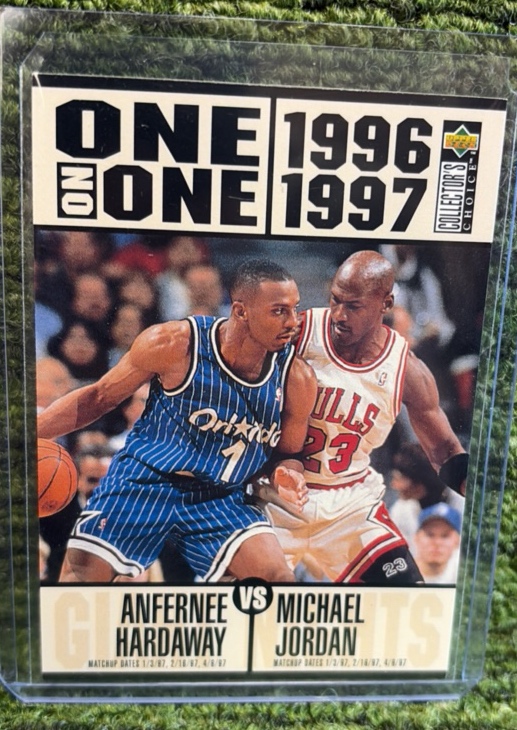 ONE ON ONE
1996
1997
UPPER DECK
COLLECTOR'S
CHOICE
Orlando
1
BULLS
23
23
ANFERNEE
HARDAWAY
MATCHUP DATES 1/3/97, 2/16/97, 4/6/97
VS
MICHAEL
JORDAN
MATCHUP DATES 1/3/97, 2/16/97, 4/6/97